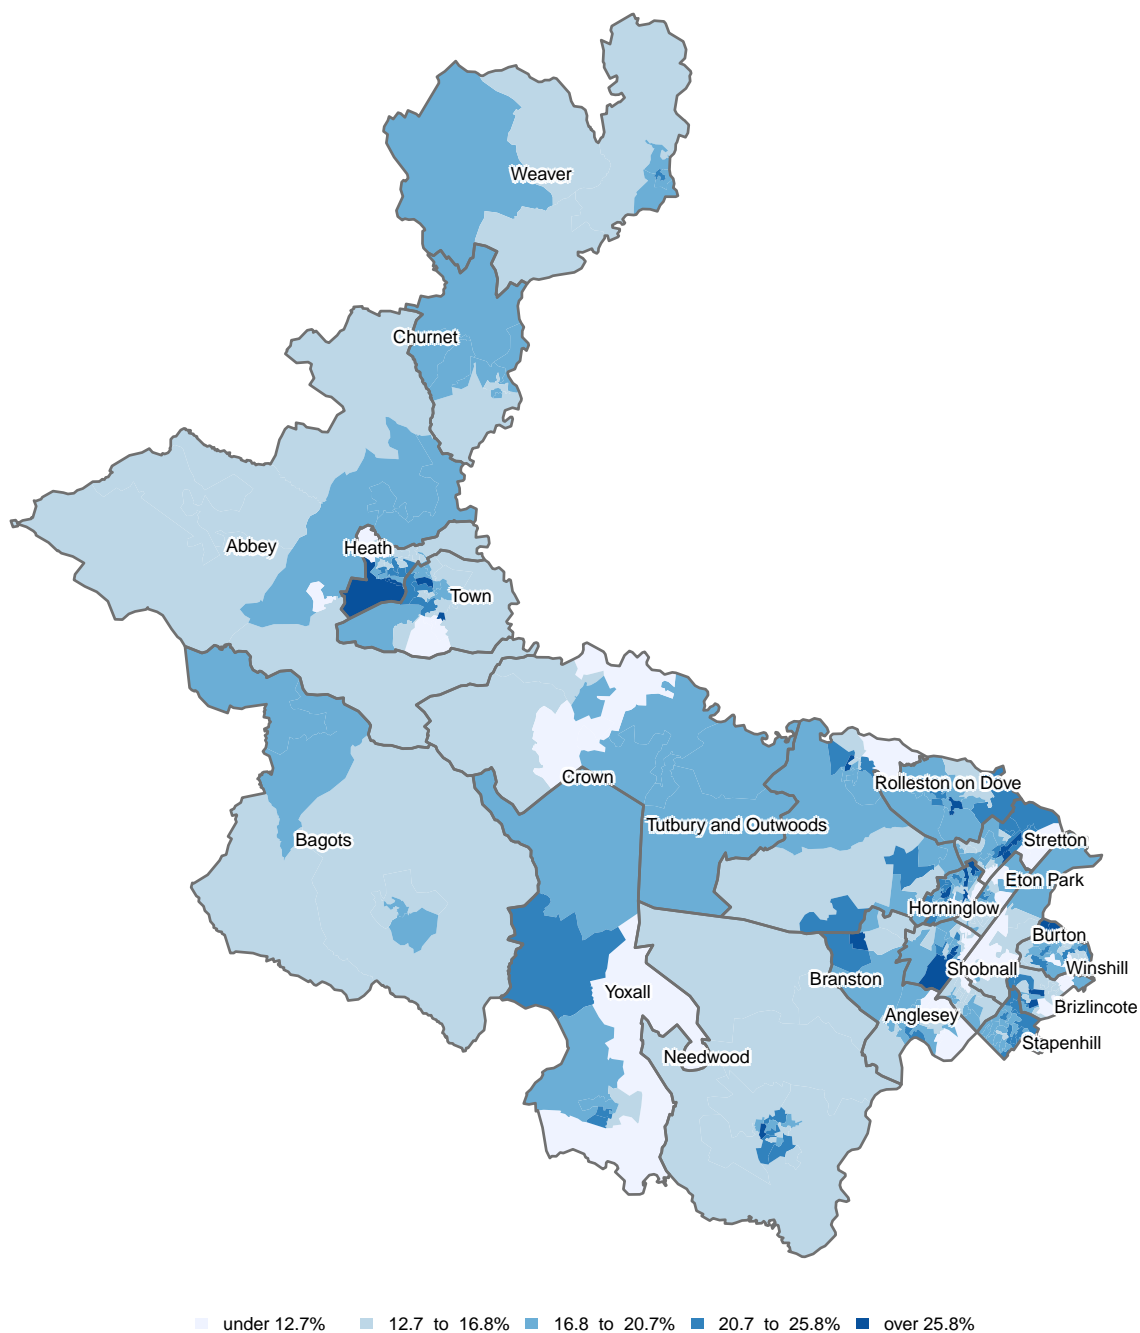 Weaver
Churnet
Abbey
Heath
Town
Crown
Rolleston on Dove
Tutbury and Outwoods
Stretton
Bagots
Eton Park
Horninglow
Burton
Shobnall
Winshill
Branston
Yoxall
Brizlincote
Anglesey
Stapenhill
Needwood
under 12.7% 12.7 to 16.8% 16.8 to 20.7% 20.7 to 25.8% over 25.8%